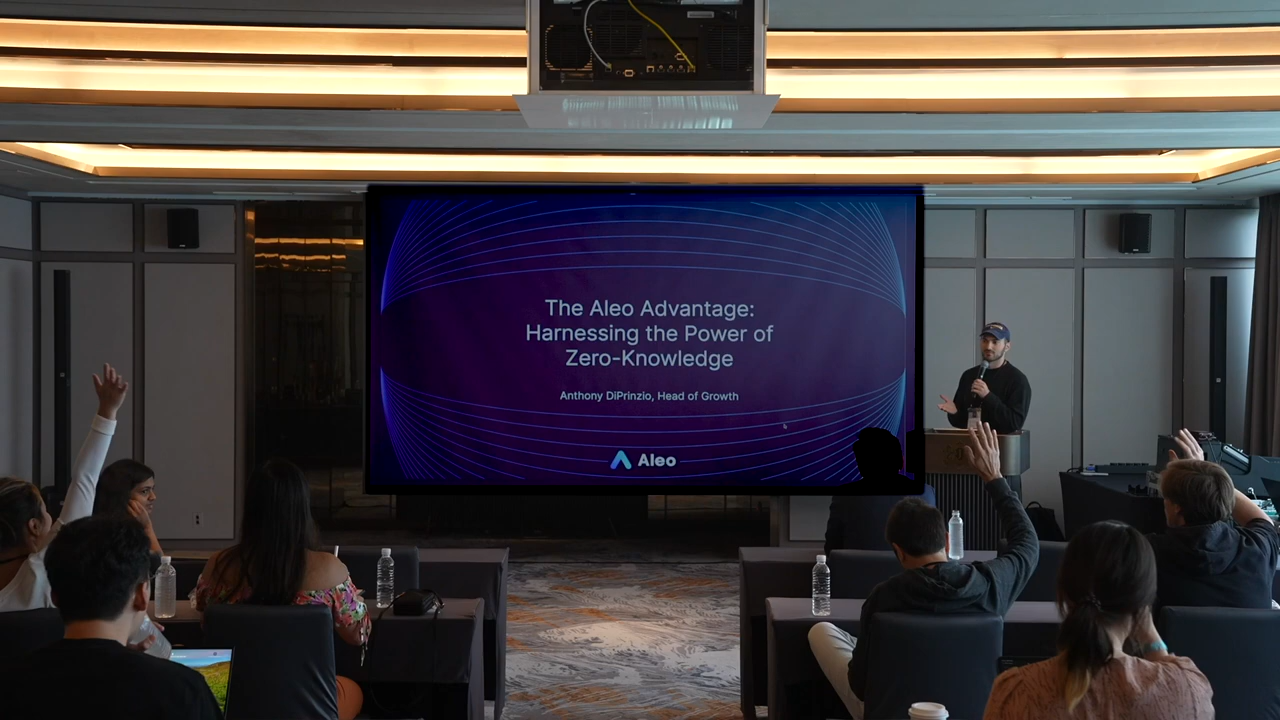 The Aleo Advantage:
Harnessing the Power of
Zero-Knowledge
Anthony DiPrinzio, Head of Growth
Aleo